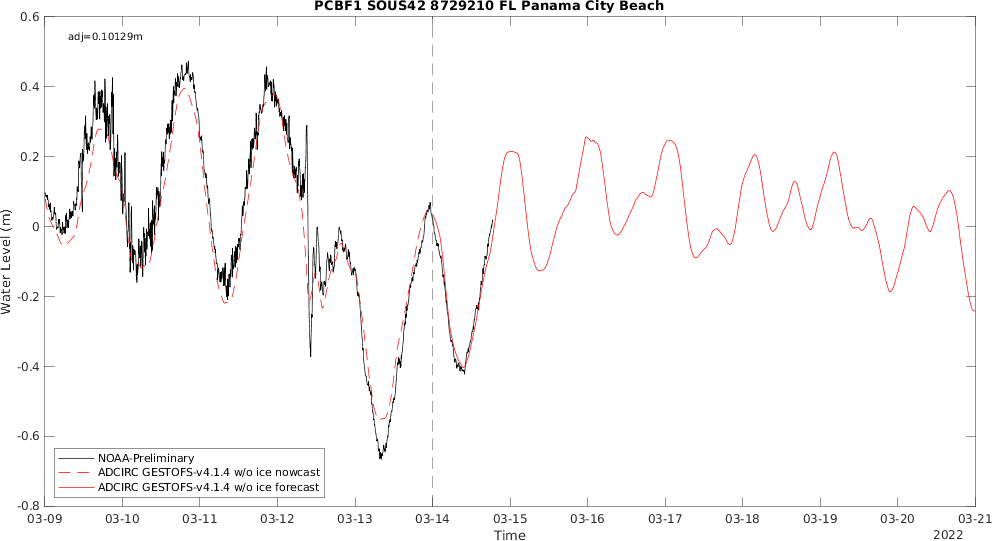 PCBF1 SOUS42 8729210 FL Panama City Beach
adj=0.10129m
0.6
0.4
0.2
0
-0.2
-0.4
-0.6
-0.8
Water Level (m)
NOAA-Preliminary
ADCIRC GESTOFS-v4.1.4 w/o ice nowcast
ADCIRC GESTOFS-v4.1.4 w/o ice forecast
03-09 03-10 03-11 03-12 03-13 03-14 03-15 03-16 03-17 03-18 03-19 03-20 03-21
Time
2022